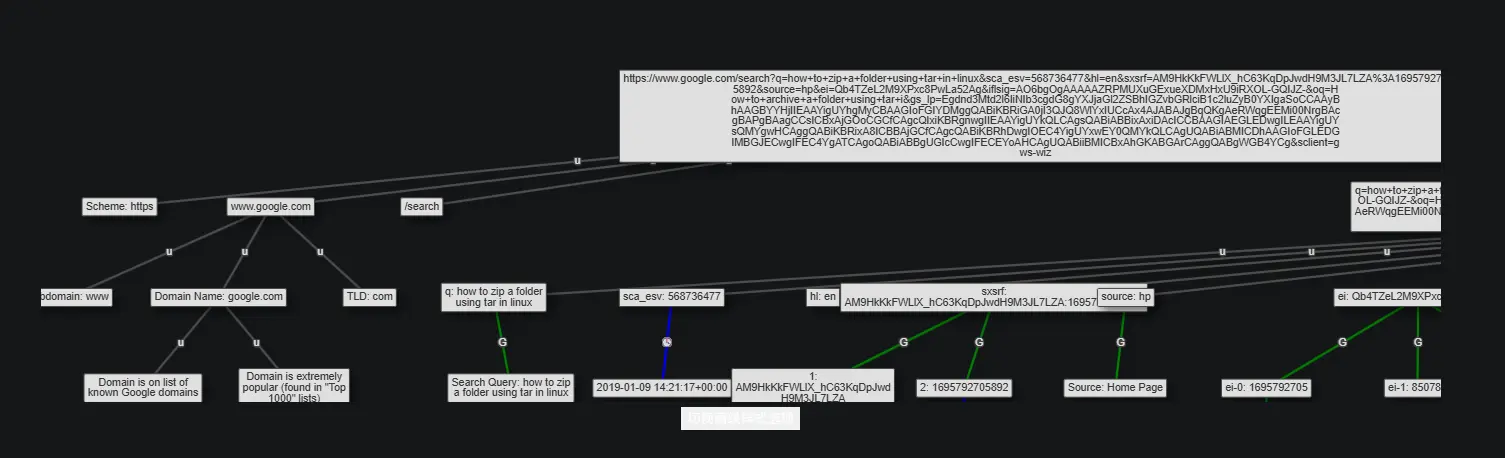 https://www.google.com/search?q=how+to+zip+a+folder+using+tar+in+linux&sca_esv=568736477&hl=en&sxsrf=AM9HkKkFWLIX_hC63KqDpJwdH9M3JL7LZA%3A16957927
5892&source=hp&ei=Qb4TZeL2M9XPxc8PwLa52Ag&iflsig=AO6bgOgAAAAAZRPMUXuGExueXDMxHxU9iRXOL-GQIJZ-&oq=H
ow+to+archive+a+folder+using+tar+i&gs_lp=Egdnd3Mtd2l6IiNIb3cgdG8gYXJjaGl2ZSBhIGZvbGRlciB1c2luZyB0YXIgaSoCCAAyB
ws-wiz
u
Scheme: https
www.google.com
/search
q=how+to+zip+a+f
OL-GQIJZ-&oq=H
AeRWqgEEMi00N
u
u
u
u
u
u
odomain: www
Domain Name: google.com
TLD: com
q: how to zip a folder
using tar in linux
sca_esv: 568736477
hl: en
sxsrf:
AM9HkKkFWLIX_hC63KqDpJwdH9M3JL7LZA:16957
source: hp
ei: Qb4TZeL2M9XPxc
u
u
G
G
G
G
G
G
Domain is on list of
known Google domains
Domain is extremely
popular (found in "Top
1000" lists)
Search Query: how to zip
a folder using tar in linux
2019-01-09 14:21:17+00:00
1:
AM9HkKkFWLIX_hC63KqDpJwd
H9M3JL7LZA
2: 1695792705892
Source: Home Page
ei-0: 1695792705
ei-1: 85078